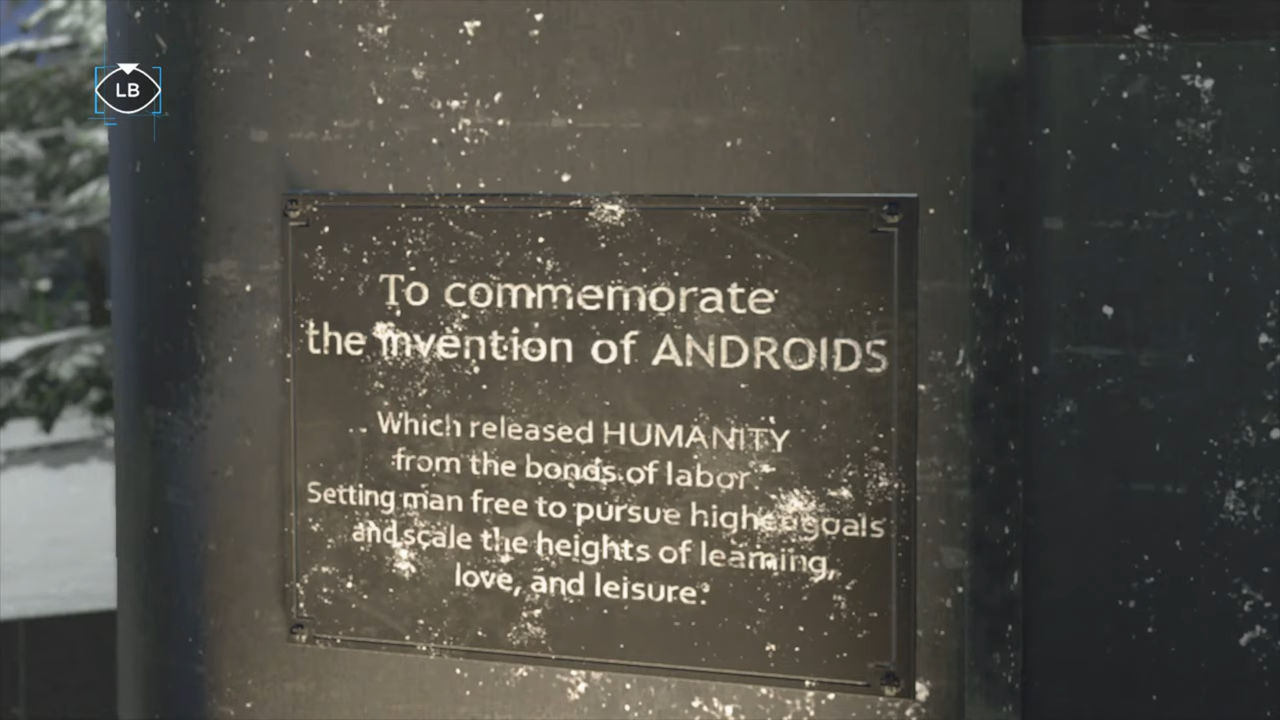 LB
To commemorate
the invention of ANDROIDS
Which released HUMANITY
from the bonds of labor.
Setting man free to pursue higher goals
and scale the heights of learning,
love, and leisure.